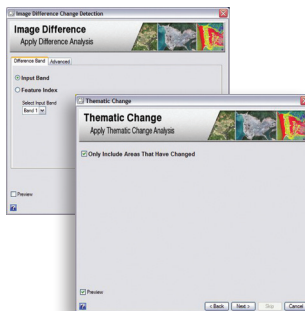 Image Difference Change Detection
Image Difference
Apply Difference Analysis
Difference Band
Advanced
Input Band
Feature Index
Select Input Band
Band 1
Preview
Thematic Change
Thematic Change
Apply Thematic Change Analysis
Only Include Areas That Have Changed
Preview
< Back
Next >
Skip
Cancel